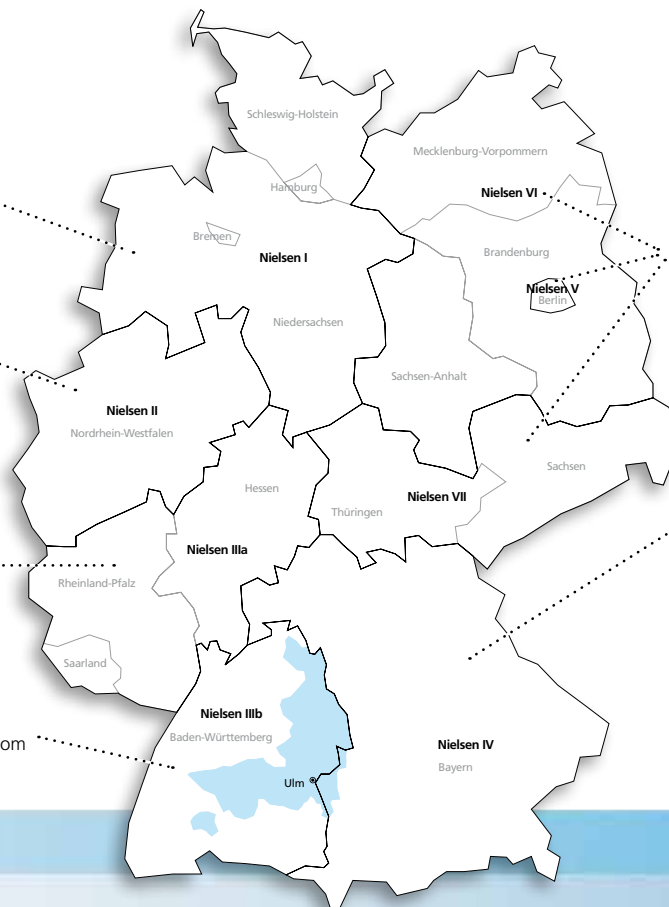 Schleswig-Holstein
Mecklenburg-Vorpommern
Hamburg
Nielsen VI
Bremen
Nielsen I
Brandenburg
Nielsen V
Berlin
Niedersachsen
Sachsen-Anhalt
Nielsen II
Nordrhein-Westfalen
Hessen
Sachsen
Nielsen VII
Thüringen
Nielsen IIIa
Rheinland-Pfalz
Saarland
Nielsen IIIb
Baden-Württemberg
om
Nielsen IV
Bayern
Ulm